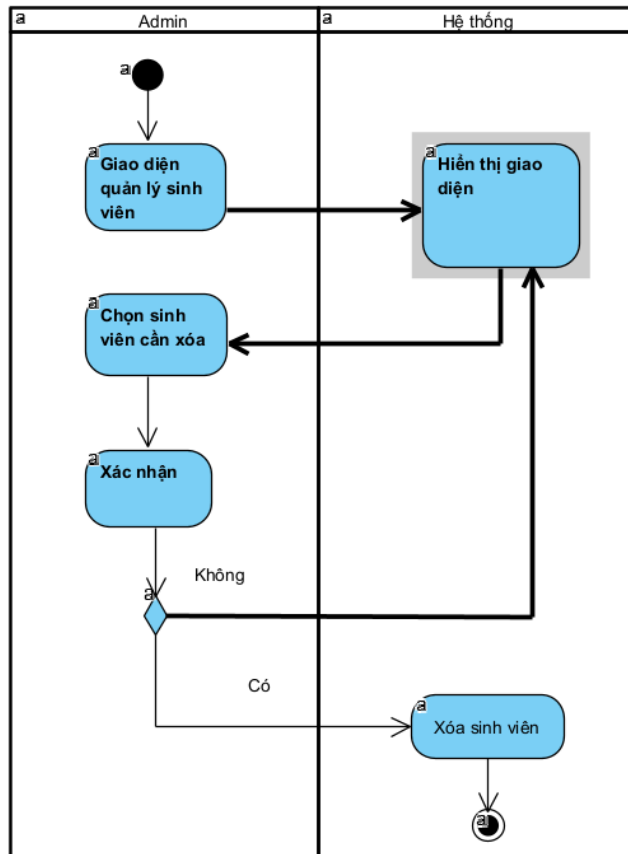 Admin
Hệ thống
Giao diện
quản lý sinh
viên
Hiển thị giao
diện
Chọn sinh
viên cần xóa
Xác nhận
Không
Có
Xóa sinh viên